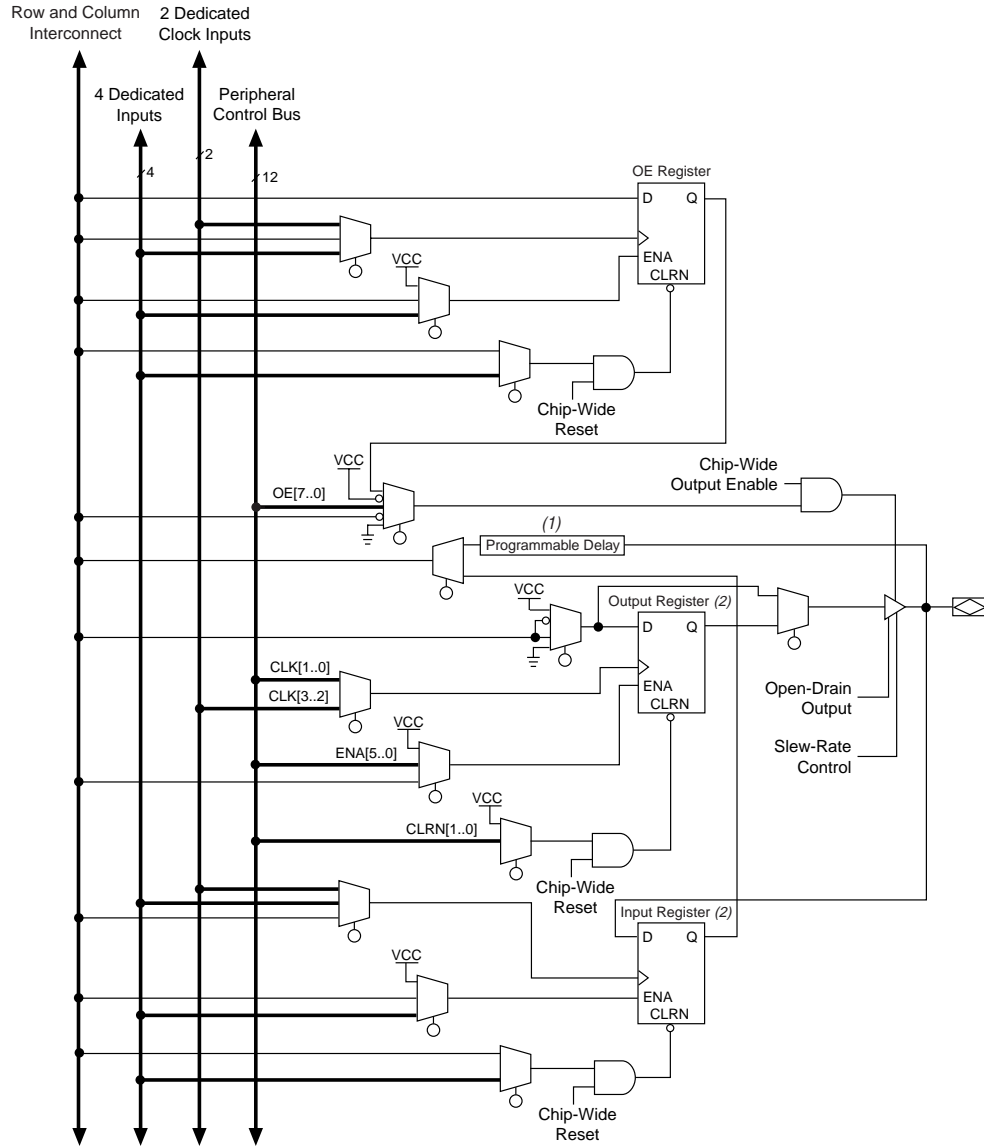 Row and Column
Interconnect
2 Dedicated
Clock Inputs
4 Dedicated
Inputs
Peripheral
Control Bus
2
4
12
OE Register
D Q
ENA
CLRN
VCC
Chip-Wide
Reset
VCC
OE[7..0]
Chip-Wide
Output Enable
(1)
Programmable Delay
VCC
Output Register (2)
D Q
ENA
CLRN
CLK[1..0]
CLK[3..2]
Open-Drain
Output
VCC
ENA[5..0]
Slew-Rate
Control
VCC
CLRN[1..0]
Chip-Wide
Reset
Input Register (2)
D Q
ENA
CLRN
VCC
Chip-Wide
Reset